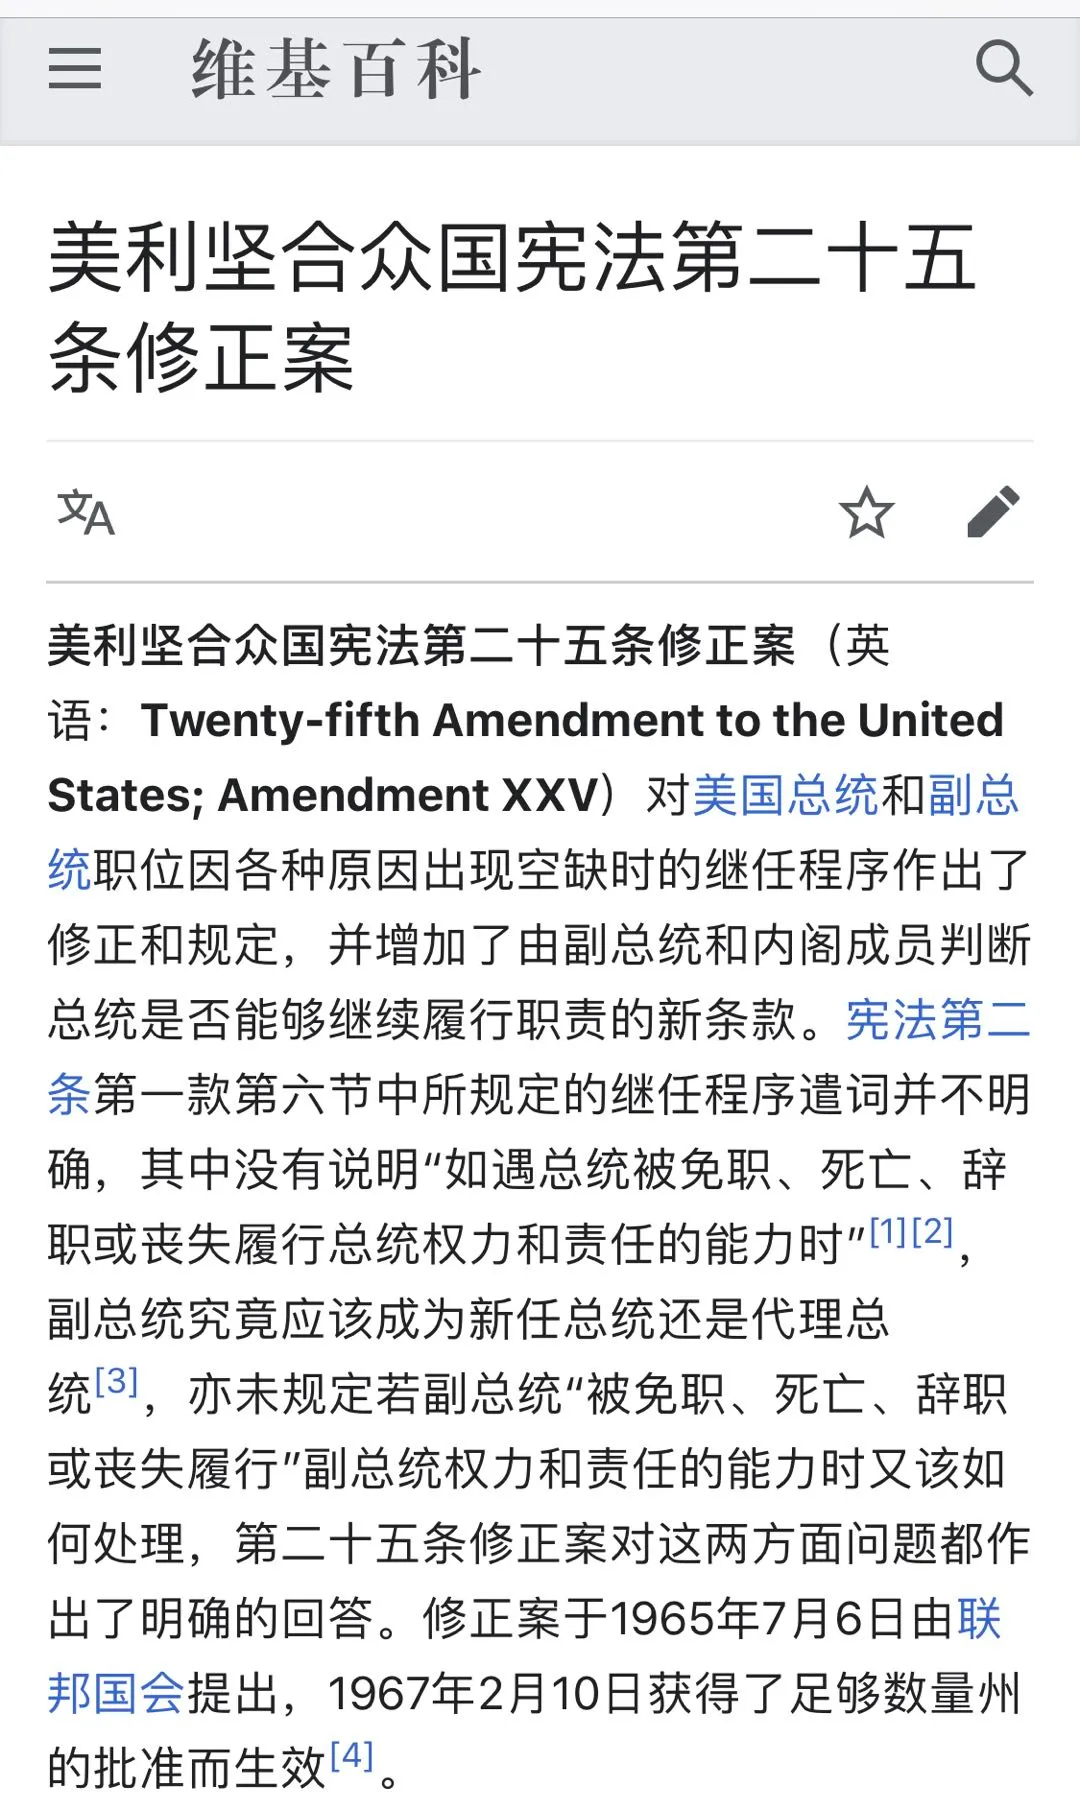 维基百科
美利坚合众国宪法第二十五
条修正案
文A
美利坚合众国宪法第二十五条修正案（英
语：Twenty-fifth Amendment to the United
States; Amendment XXV）对美国总统和副总
统职位因各种原因出现空缺时的继任程序作出了
修正和规定，并增加了由副总统和内阁成员判断
总统是否能够继续履行职责的新条款。宪法第二
条第一款第六节中所规定的继任程序遣词并不明
确，其中没有说明“如遇总统被免职、死亡、辞
职或丧失履行总统权力和责任的能力时”[1][2]，
副总统究竟应该成为新任总统还是代理总
统[3]，亦未规定若副总统“被免职、死亡、辞职
或丧失履行”副总统权力和责任的能力时又该如
何处理，第二十五条修正案对这两方面问题都作
出了明确的回答。修正案于1965年7月6日由联
邦国会提出，1967年2月10日获得了足够数量州
的批准而生效[4]。